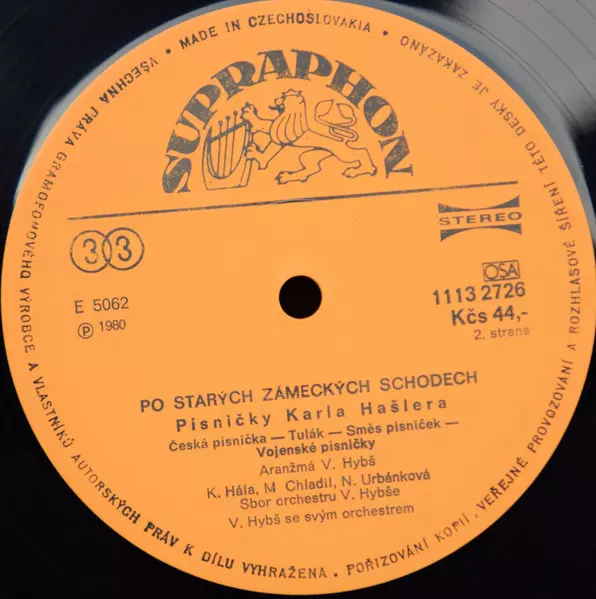 VŠECHNA PRÁVA GRAMOFONOVÉHO VÝROBCE A VLASTNÍKŮ AUTORSKÝCH PRÁV K DÍLU VYHRAŽENA. • POŘIZOVÁNÍ KOPIÍ, VEŘEJNÉ PROVOZOVÁNÍ A ROZHLASOVÉ ŠÍŘENÍ TÉTO DESKY JE ZAKÁZÁNO • MADE IN CZECHOSLOVAKIA •
SUPRAPHON
STEREO
33
OSA
E 5062
1113 2726
Ⓟ 1980
Kčs 44,-
2. strana
PO STARÝCH ZÁMECKÝCH SCHODECH
Písničky Karla Hašlera
Česká písnička — Tulák — Směs písniček —
Vojenské písničky
Aranžmá V. Hybš
K. Hála, M Chladil, N. Urbánková
Sbor orchestru V. Hybše
V. Hybš se svým orchestrem